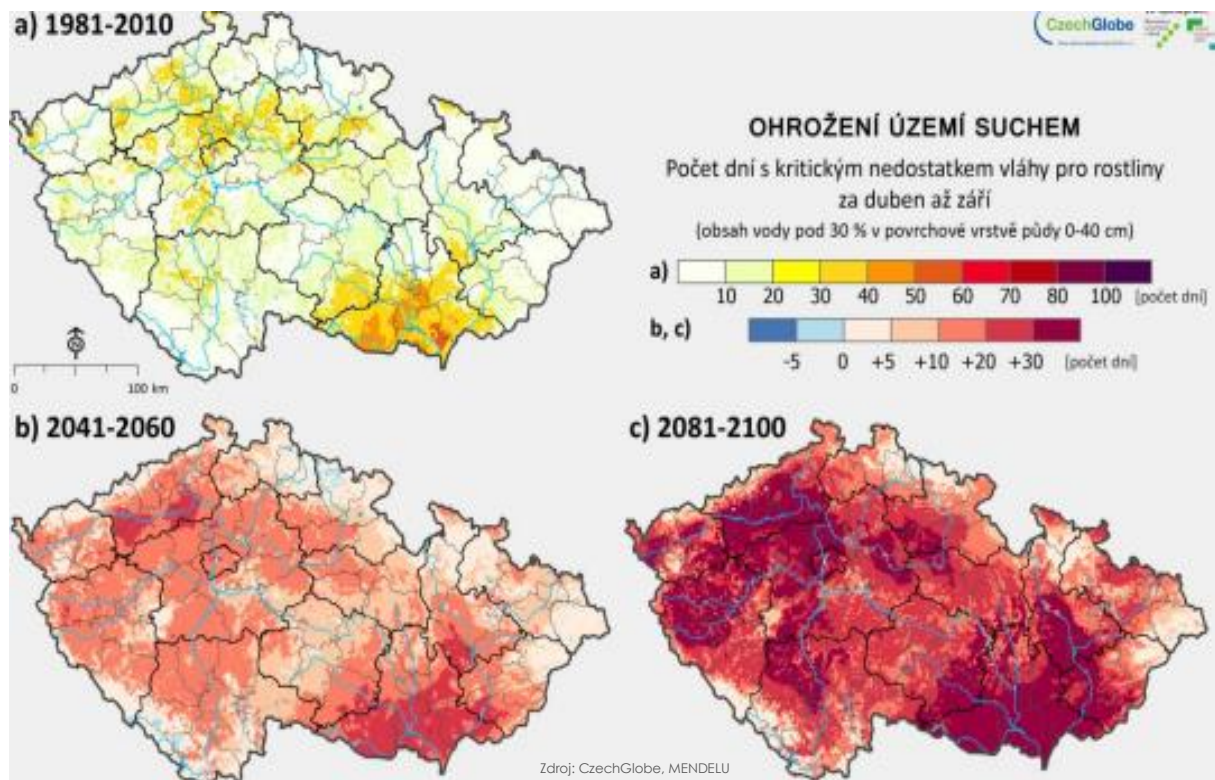 a) 1981-2010
CzechGlobe
OHROŽENÍ ÚZEMÍ SUCHEM
Počet dní s kritickým nedostatkem vláhy pro rostliny
za duben až září
(obsah vody pod 30 % v povrchové vrstvě půdy 0-40 cm)
a)
10 20 30 40 50 60 70 80 100 [počet dní]
b, c)
-5 0 +5 +10 +20 +30 [počet dní]
0 100 km
b) 2041-2060
c) 2081-2100
Zdroj: CzechGlobe, MENDELU